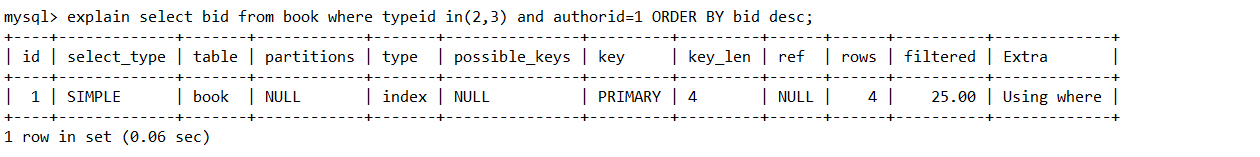 mysql> explain select bid from book where typeid in(2,3) and authorid=1 ORDER BY bid desc;
+----+-------------+-------+------------+-------+---------------+---------+---------+------+------+----------+-------------+
| id | select_type | table | partitions | type  | possible_keys | key     | key_len | ref  | rows | filtered | Extra       |
+----+-------------+-------+------------+-------+---------------+---------+---------+------+------+----------+-------------+
|  1 | SIMPLE      | book  | NULL       | index | NULL          | PRIMARY | 4       | NULL |    4 |    25.00 | Using where |
+----+-------------+-------+------------+-------+---------------+---------+---------+------+------+----------+-------------+
1 row in set (0.06 sec)